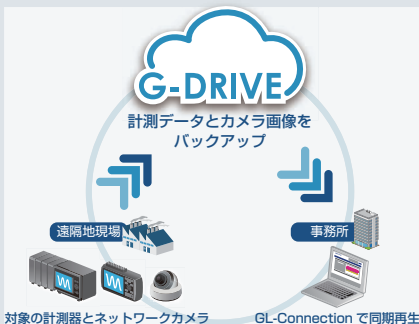 G-DRIVE
計測データとカメラ画像を
バックアップ
遠隔地現場
事務所
対象の計測器とネットワークカメラ
GL-Connection で同期再生